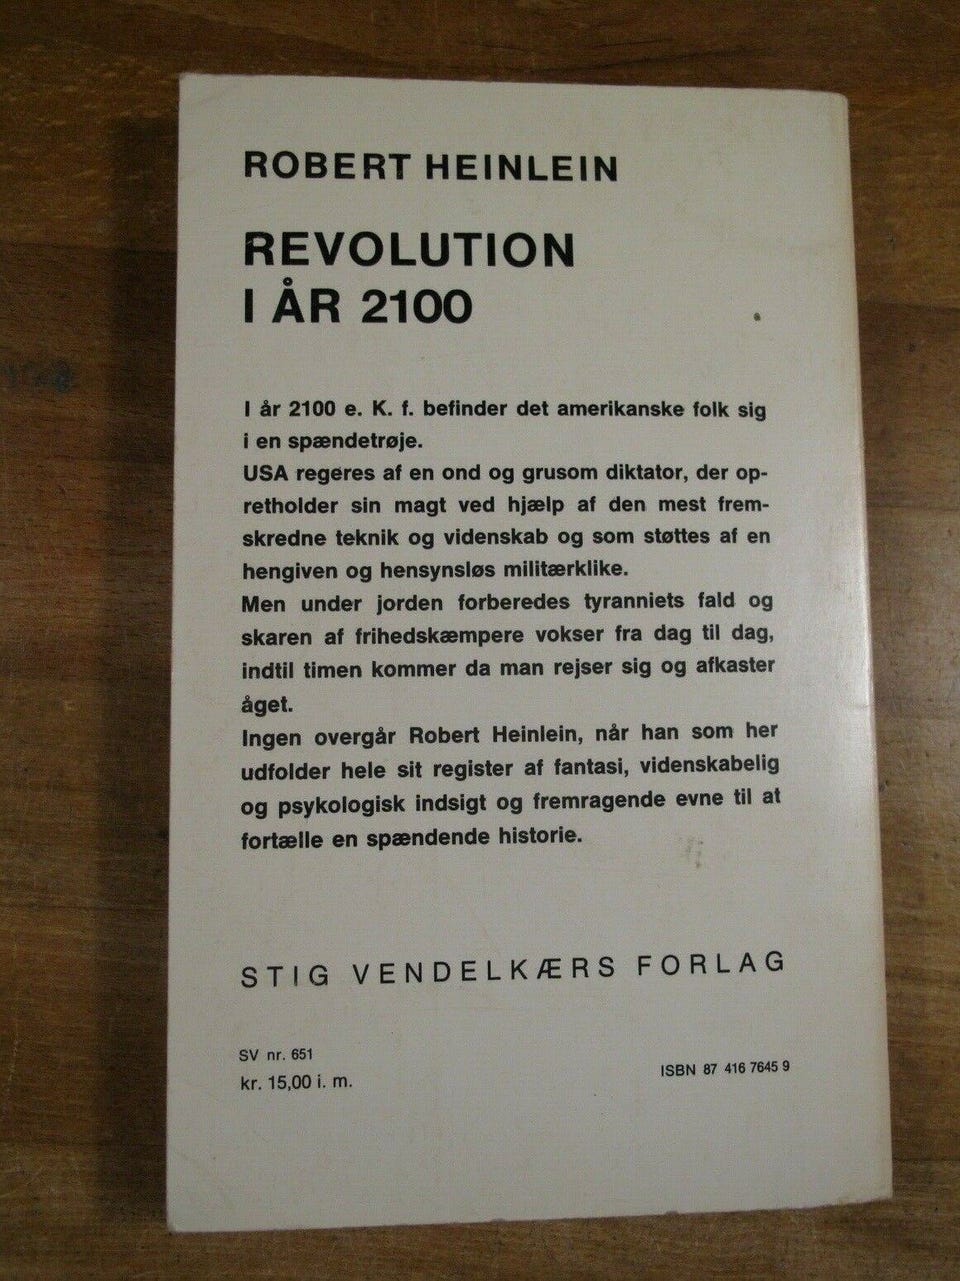 ROBERT HEINLEIN
REVOLUTION
I ÅR 2100
I år 2100 e. K. f. befinder det amerikanske folk sig
i en spændetrøje.
USA regeres af en ond og grusom diktator, der op-
retholder sin magt ved hjælp af den mest frem-
skredne teknik og videnskab og som støttes af en
hengiven og hensynsløs militærklike.
Men under jorden forberedes tyranniets fald og
skaren af frihedskæmpere vokser fra dag til dag,
indtil timen kommer da man rejser sig og afkaster
åget.
Ingen overgår Robert Heinlein, når han som her
udfolder hele sit register af fantasi, videnskabelig
og psykologisk indsigt og fremragende evne til at
fortælle en spændende historie.
STIG VENDELKÆRS FORLAG
SV nr. 651
kr. 15,00 i. m.
ISBN 87 416 7645 9